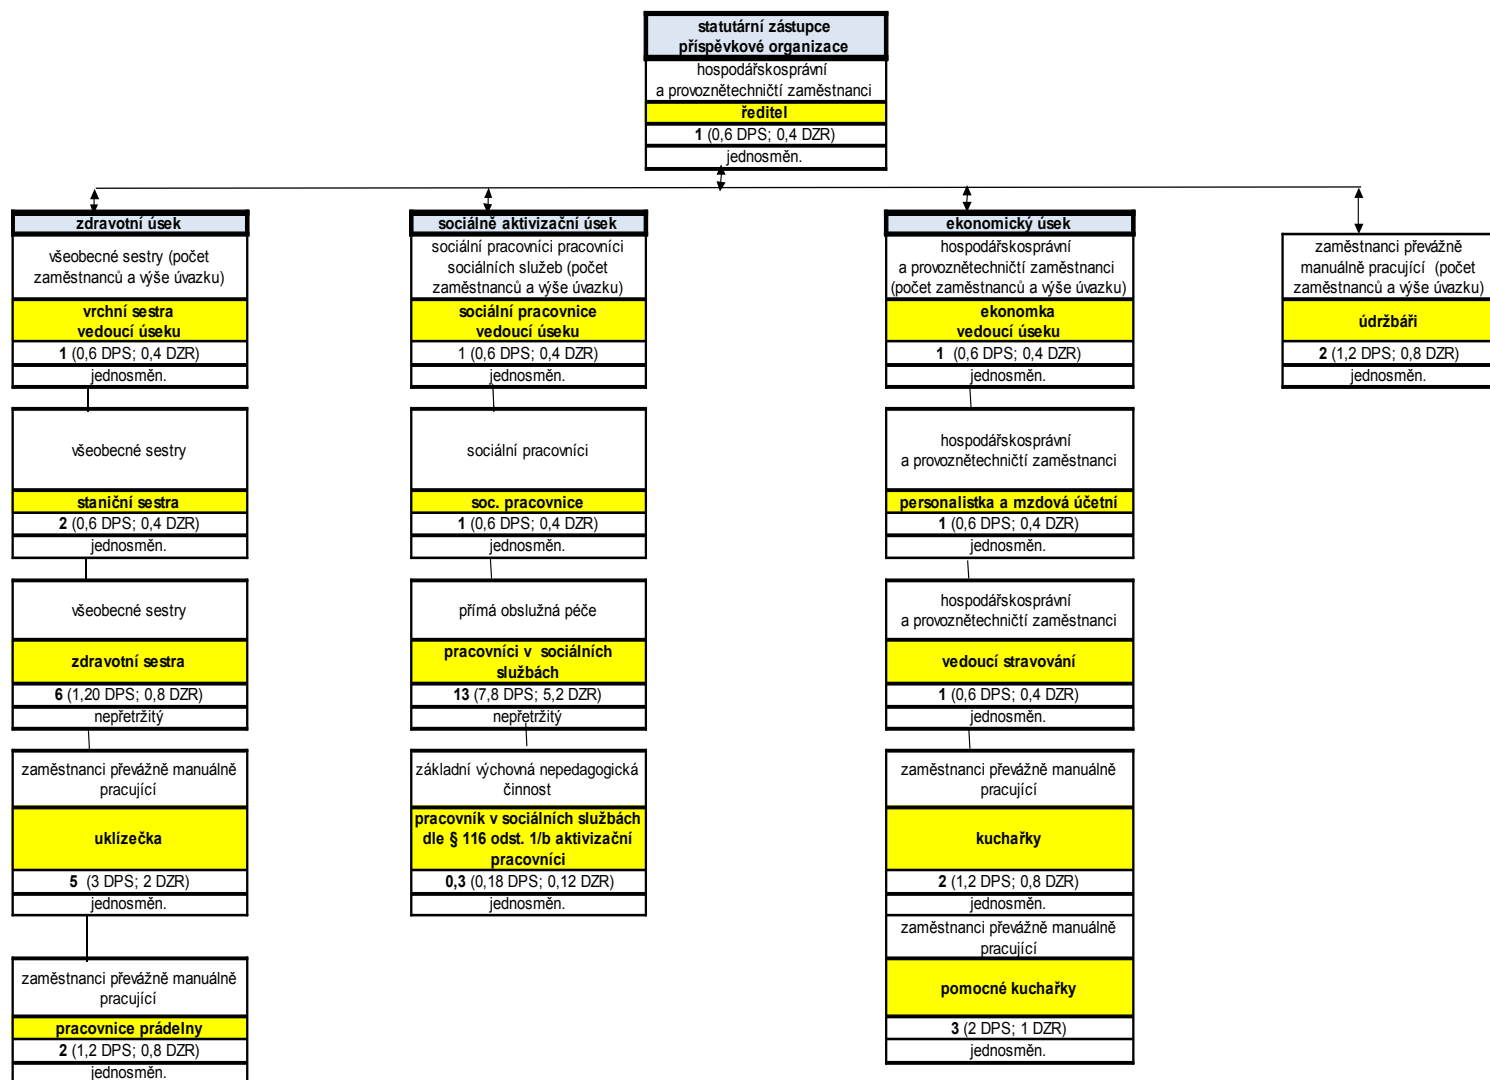 statutární zástupce
příspěvkové organizace
hospodářskosprávní
a provoznětechničtí zaměstnanci
ředitel
1 (0,6 DPS; 0,4 DZR)
jednosměn.
zdravotní úsek
všeobecné sestry (počet
zaměstnanců a výše úvazku)
vrchní sestra
vedoucí úseku
1 (0,6 DPS; 0,4 DZR)
jednosměn.
všeobecné sestry
staniční sestra
2 (0,6 DPS; 0,4 DZR)
jednosměn.
všeobecné sestry
zdravotní sestra
6 (1,20 DPS; 0,8 DZR)
nepřetržitý
zaměstnanci převážně manuálně
pracující
uklízečka
5 (3 DPS; 2 DZR)
jednosměn.
zaměstnanci převážně manuálně
pracující
pracovnice prádelny
2 (1,2 DPS; 0,8 DZR)
jednosměn.
sociálně aktivizační úsek
sociální pracovníci pracovníci
sociálních služeb (počet
zaměstnanců a výše úvazku)
sociální pracovnice
vedoucí úseku
1 (0,6 DPS; 0,4 DZR)
jednosměn.
sociální pracovníci
soc. pracovnice
1 (0,6 DPS; 0,4 DZR)
jednosměn.
přímá obslužná péče
pracovníci v sociálních
službách
13 (7,8 DPS; 5,2 DZR)
nepřetržitý
základní výchovná nepedagogická
činnost
pracovník v sociálních službách
dle § 116 odst. 1/b aktivizační
pracovníci
0,3 (0,18 DPS; 0,12 DZR)
jednosměn.
ekonomický úsek
hospodářskosprávní
a provoznětechničtí zaměstnanci
(počet zaměstnanců a výše úvazku)
ekonomka
vedoucí úseku
1 (0,6 DPS; 0,4 DZR)
jednosměn.
hospodářskosprávní
a provoznětechničtí zaměstnanci
personalistka a mzdová účetní
1 (0,6 DPS; 0,4 DZR)
jednosměn.
hospodářskosprávní
a provoznětechničtí zaměstnanci
vedoucí stravování
1 (0,6 DPS; 0,4 DZR)
jednosměn.
zaměstnanci převážně manuálně
pracující
kuchařky
2 (1,2 DPS; 0,8 DZR)
jednosměn.
zaměstnanci převážně manuálně
pracující
pomocné kuchařky
3 (2 DPS; 1 DZR)
jednosměn.
zaměstnanci převážně
manuálně pracující (počet
zaměstnanců a výše úvazku)
údržbáři
2 (1,2 DPS; 0,8 DZR)
jednosměn.